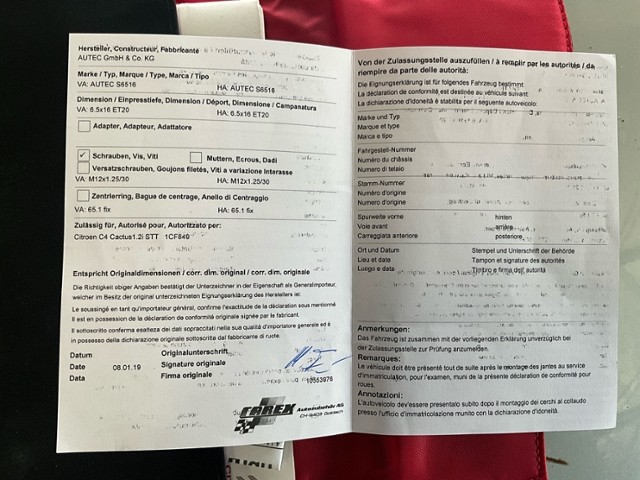 Hersteller, Constructeur, Fabbricante
AUTEC GmbH & Co. KG
Marke / Typ, Marque / Type, Marca / Tipo
VA: AUTEC S6516 HA: AUTEC S6516
Dimension / Einpresstiefe, Dimension / Déport, Dimensione / Campanatura
VA: 6.5x16 ET20 HA: 6.5x16 ET20
Adapter, Adapteur, Adattatore
Schrauben, Vis, Viti Muttern, Ecrous, Dadi
Versatzschrauben, Goujons filetés, Viti a variazione interasse
VA: M12x1.25/30 HA: M12x1.25/30
Zentrierring, Bague de centrage, Anello di Centraggio
VA: 65.1 fix HA: 65.1 fix
Zulässig für, Autorisé pour, Autortzzato per:
Citroen C4 Cactus1.2i STT 1CF840
Entspricht Originaldimensionen / corr. dim. original / corr. dim. originale
Die Richtigkeit obiger Angaben bestätigt der Unterzeichner in der Eigenschaft als Generalimporteur,
welcher im Besitz der original unterzeichneten Eignungserklärung des Herstellers ist:
Le soussigné en tant qu'importateur général, confirme l'exactitude de la déclaration sous mentionné
Il est en possession de la déclaration de conformité originale signée par le fabricant.
Il sottoscritto conferma esatteza dei dati sopracitati nella sua qualità d'importatore generale ed è
in possesso della dichiarazione originale sottoscritta dal fabbricante di ruote.
Datum Originalunterschrift
Date 08.01.19 Signature originale
Data Firma originale 10553976
FAREX Autozubehör AG
Von der Zulassungsstelle auszufüllen / à remplir par les autorités / da
riempire da parte delle autorità:
Die Eignungserklärung ist für folgendes Fahrzeug bestimmt
La déclaration de conformité est destinée au véhicule suivant:
La dichiarazione di idoneità è stabilita per il seguente autoveicolo:
Marke und Typ
Marque et type
Marca e tipo
Fahrgestell-Nummer
Numéro du châssis
Numero di telaio
Stamm-Nummer
Numéro d'origine
Numero d'origine
Spurweite vorne hinten
Voie avant arrière
Carreggiata anteriore posteriore
Ort und Datum Stempel und Unterschrift der Behörde
Lieu et date Tampon et signature des autorités
Luogo e data Timbro e firma dell'autorità
Anmerkungen:
Das Fahrzeug ist zusammen mit der vorliegenden Erklärung unverzüglich bei
der Zulassungsstelle zur Prüfung anzumelden.
Remarques:
Le véhicule doit être présenté tout de suite après le montage des jantes au service
d'immatriculation, pour l'examen, muni de la présente déclaration de conformité pour
roues.
Annotazioni:
L'autoveicolo dev'essere presentato subito dopo il montaggio dei cerchi al collaudo
presso l'ufficio d'immatricolazione munito con la dichiarazione d'idoneità.